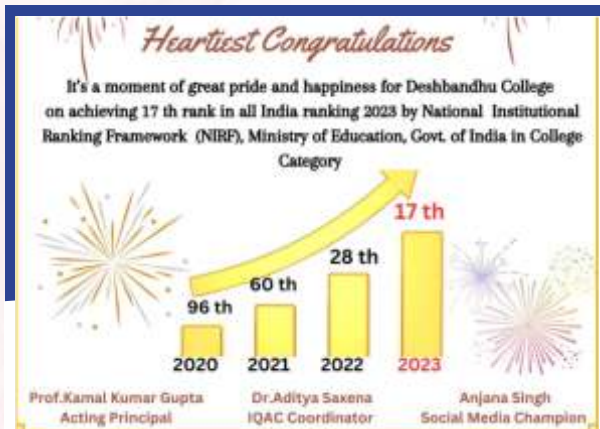 Heartiest Congratulations
It's a moment of great pride and happiness for Deshbandhu College
on achieving 17 th rank in all India ranking 2023 by National Institutional
Ranking Framework (NIRF), Ministry of Education, Govt. of India in College
Category
17 th
28 th
60 th
96 th
2020 2021 2022 2023
Prof.Kamal Kumar Gupta Dr.Aditya Saxena Anjana Singh
Acting Principal IQAC Coordinator Social Media Champion